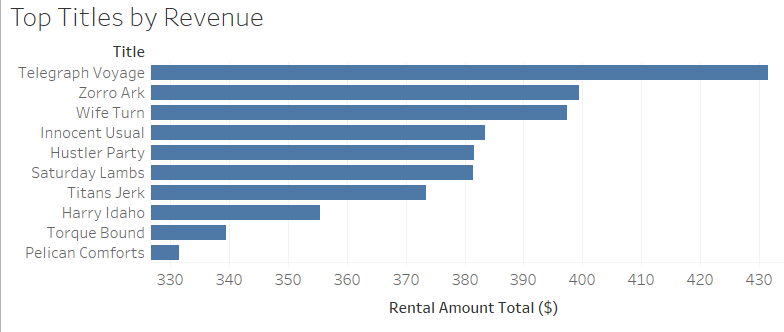 Top Titles by Revenue
Title
Telegraph Voyage
Zorro Ark
Wife Turn
Innocent Usual
Hustler Party
Saturday Lambs
Titans Jerk
Harry Idaho
Torque Bound
Pelican Comforts
330 340 350 360 370 380 390 400 410 420 430
Rental Amount Total ($)